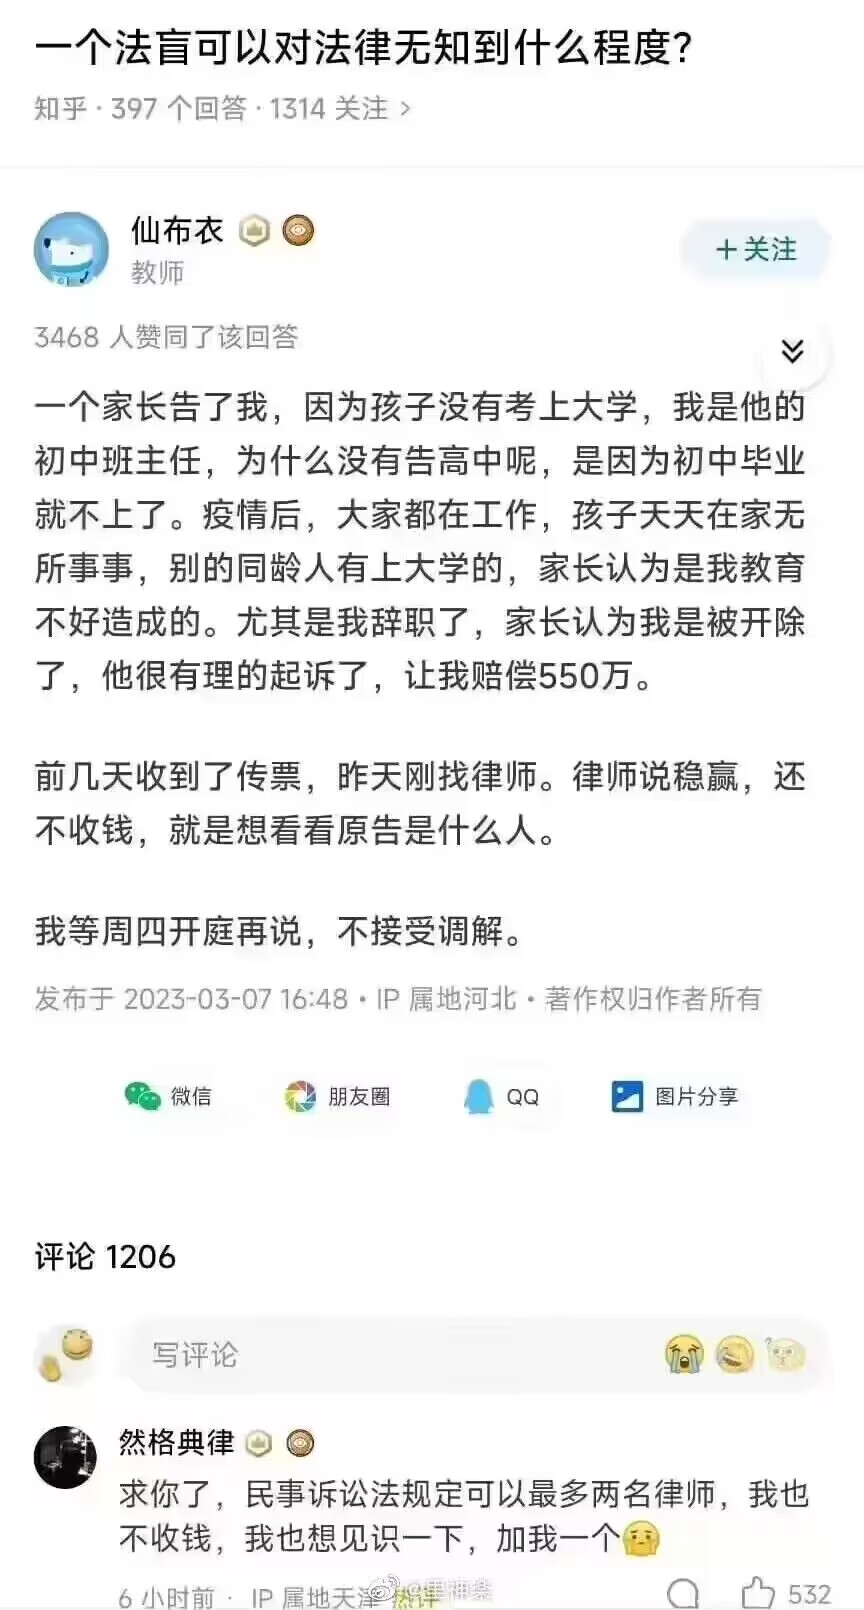 一个法盲可以对法律无知到什么程度？
知乎 · 397 个回答 · 1314 关注 >
仙布衣
教师
+关注
3468 人赞同了该回答
一个家长告了我，因为孩子没有考上大学，我是他的
初中班主任，为什么没有告高中呢，是因为初中毕业
就不上了。疫情后，大家都在工作，孩子天天在家无
所事事，别的同龄人有上大学的，家长认为是我教育
不好造成的。尤其是我辞职了，家长认为我是被开除
了，他很有理的起诉了，让我赔偿550万。
前几天收到了传票，昨天刚找律师。律师说稳赢，还
不收钱，就是想看看原告是什么人。
我等周四开庭再说，不接受调解。
发布于 2023-03-07 16:48 · IP 属地河北 · 著作权归作者所有
微信
朋友圈
QQ
图片分享
评论 1206
写评论
然格典律
求你了，民事诉讼法规定可以最多两名律师，我也
不收钱，我也想见识一下，加我一个
6 小时前 · IP 属地天津 热评
532